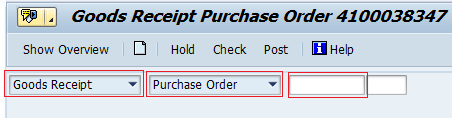 Goods Receipt Purchase Order 4100038347
Show Overview Hold Check Post Help
Goods Receipt Purchase Order